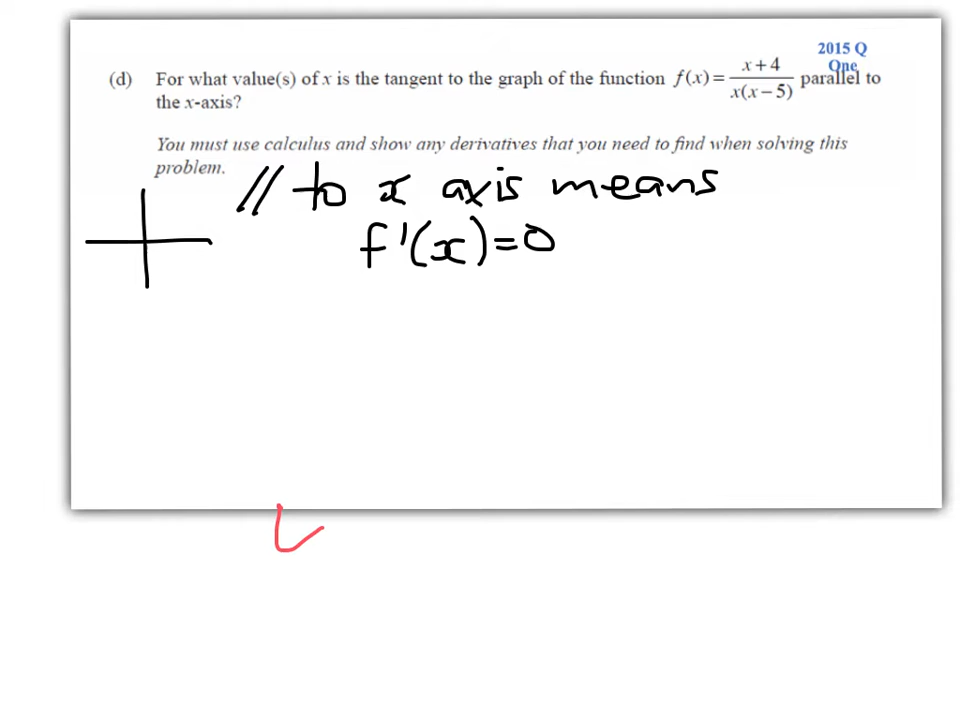 2015 Q
One
(d) For what value(s) of x is the tangent to the graph of the function f(x) = x + 4 / x(x − 5) parallel to
the x-axis?
You must use calculus and show any derivatives that you need to find when solving this
problem.
// to x axis means
f'(x)=0